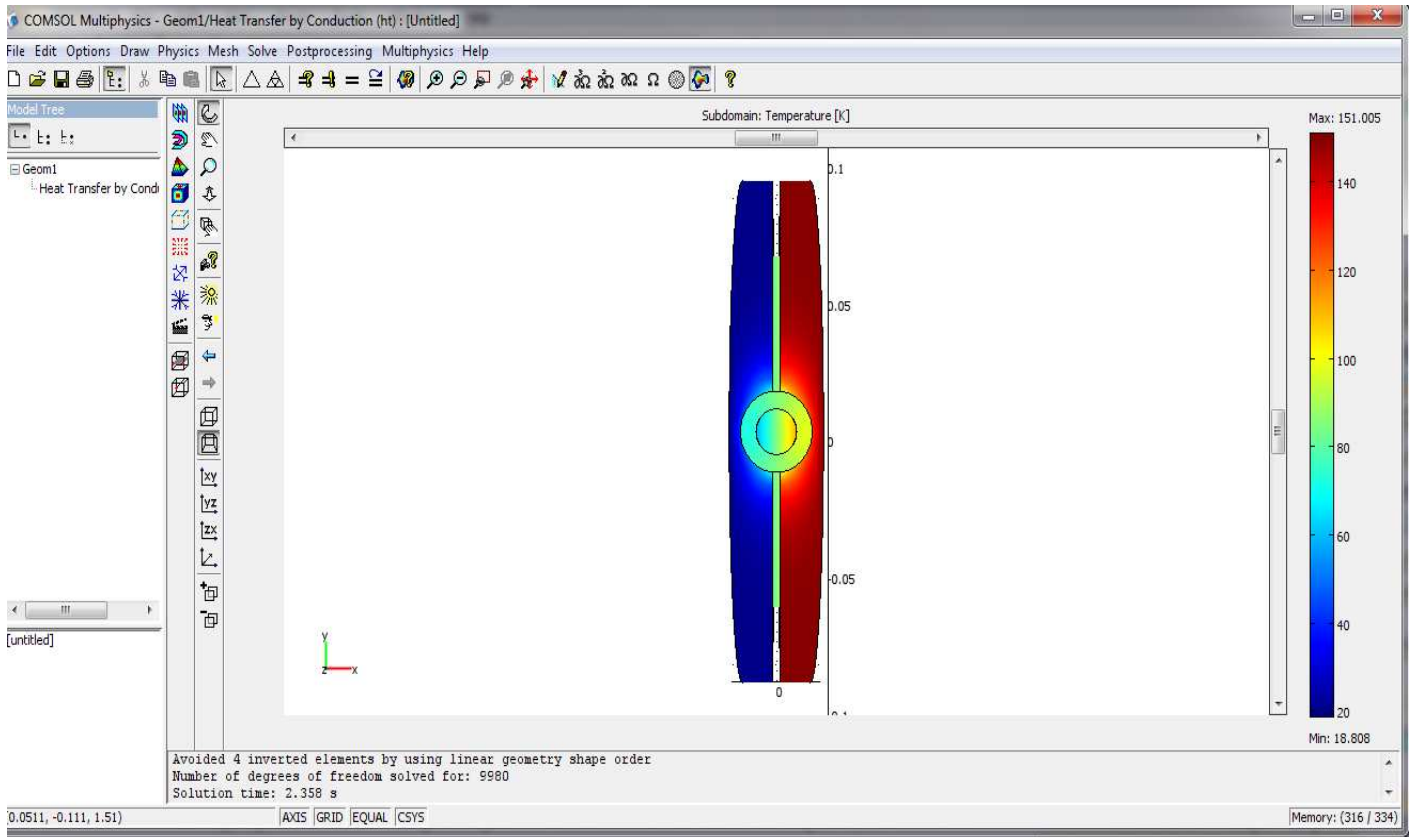 COMSOL Multiphysics - Geom1/Heat Transfer by Conduction (ht) : [Untitled]
File Edit Options Draw Physics Mesh Solve Postprocessing Multiphysics Help
Model Tree
Geom1
Heat Transfer by Condu
[untitled]
xy
yz
zx
Subdomain: Temperature [K]
0.1
0.05
0
-0.05
-0.1
0
y
z x
Max: 151.005
140
120
100
80
60
40
20
Min: 18.808
Avoided 4 inverted elements by using linear geometry shape order
Number of degrees of freedom solved for: 9980
Solution time: 2.358 s
(0.0511, -0.111, 1.51)
AXIS GRID EQUAL CSYS
Memory: (316 / 334)